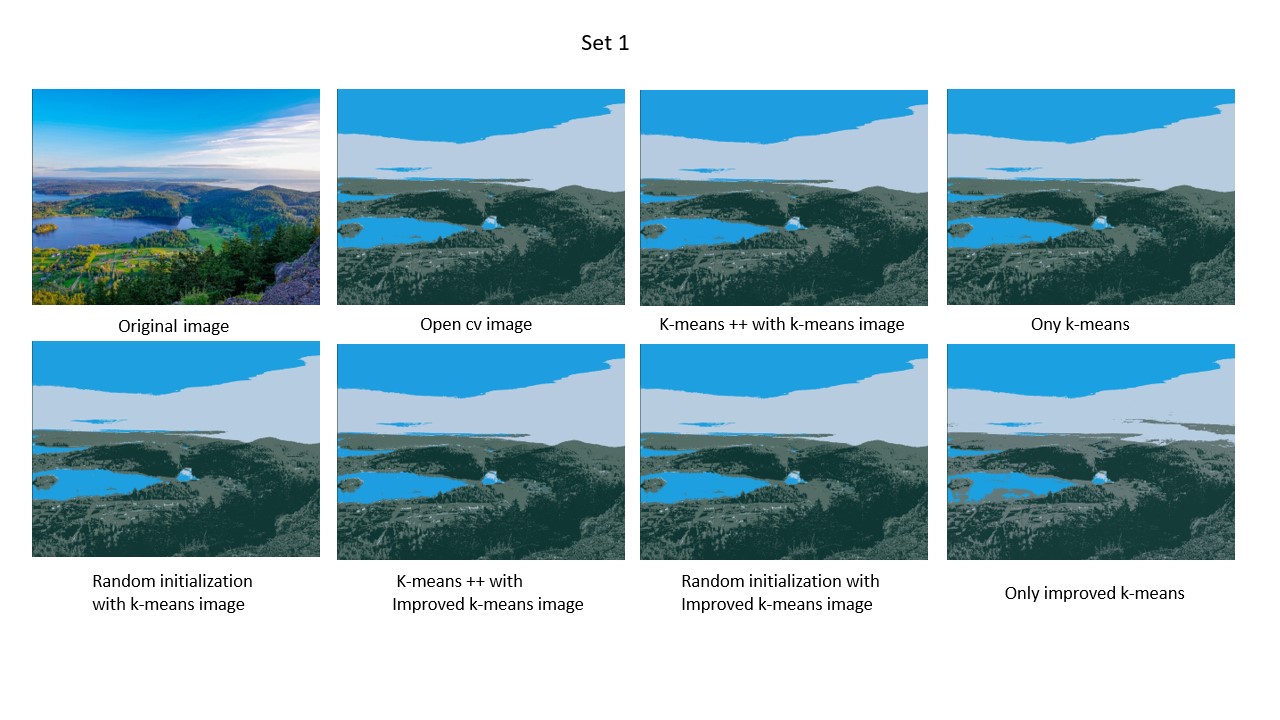 Set 1
Original image
Open cv image
K-means ++ with k-means image
Ony k-means
Random initialization
with k-means image
K-means ++ with
Improved k-means image
Random initialization with
Improved k-means image
Only improved k-means